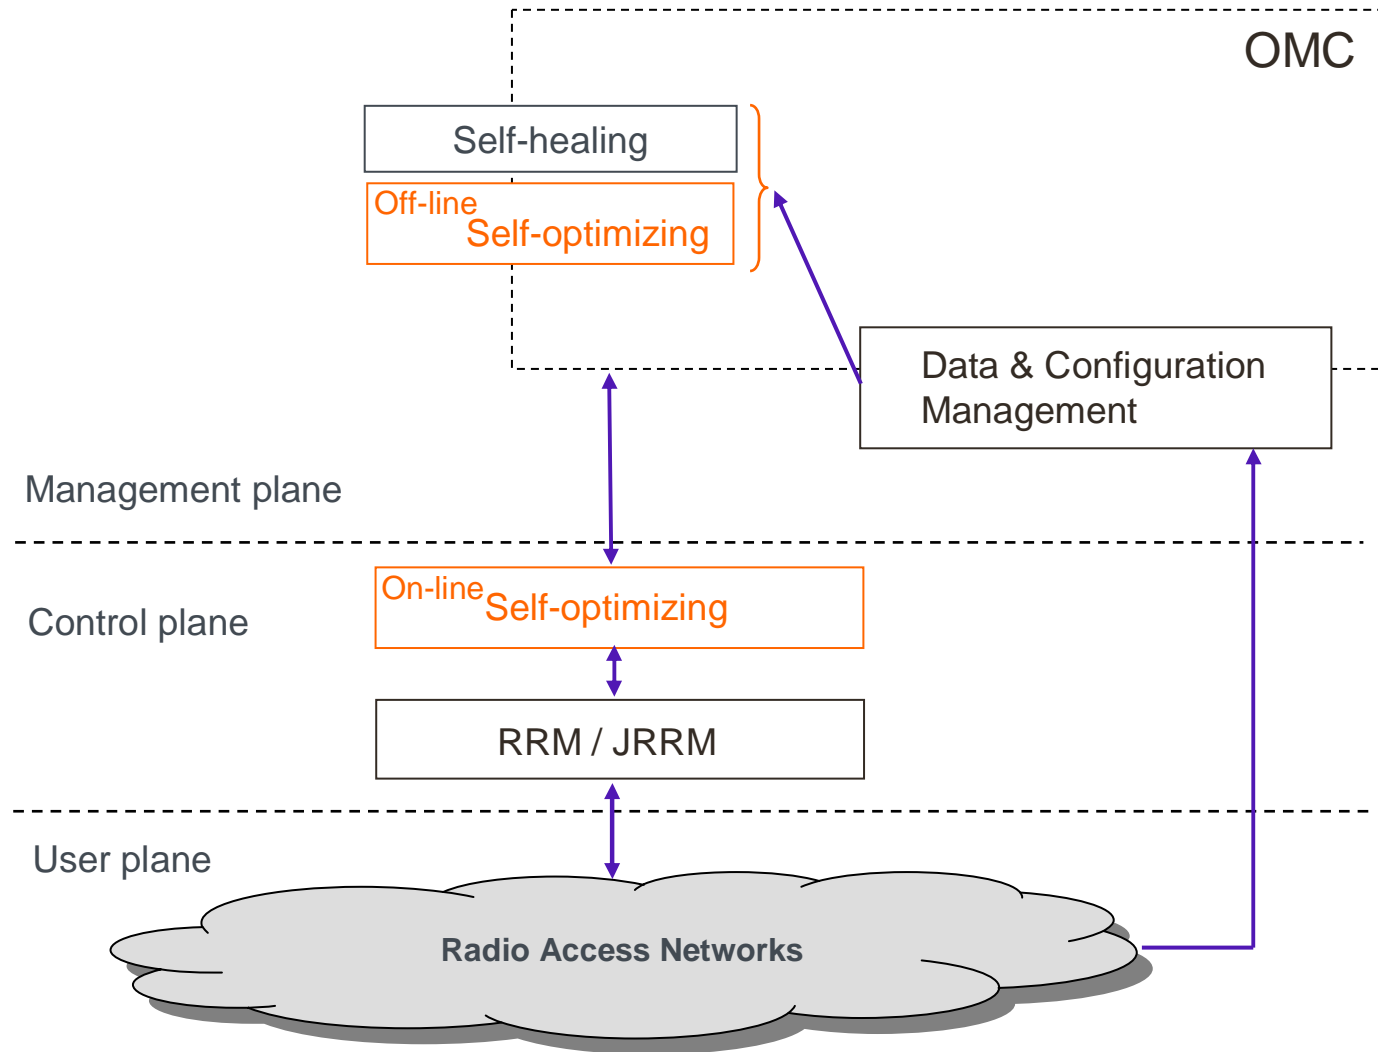 OMC
Self-healing
Off-line
Self-optimizing
Data & Configuration
Management
Management plane
On-line
Self-optimizing
Control plane
RRM / JRRM
User plane
Radio Access Networks